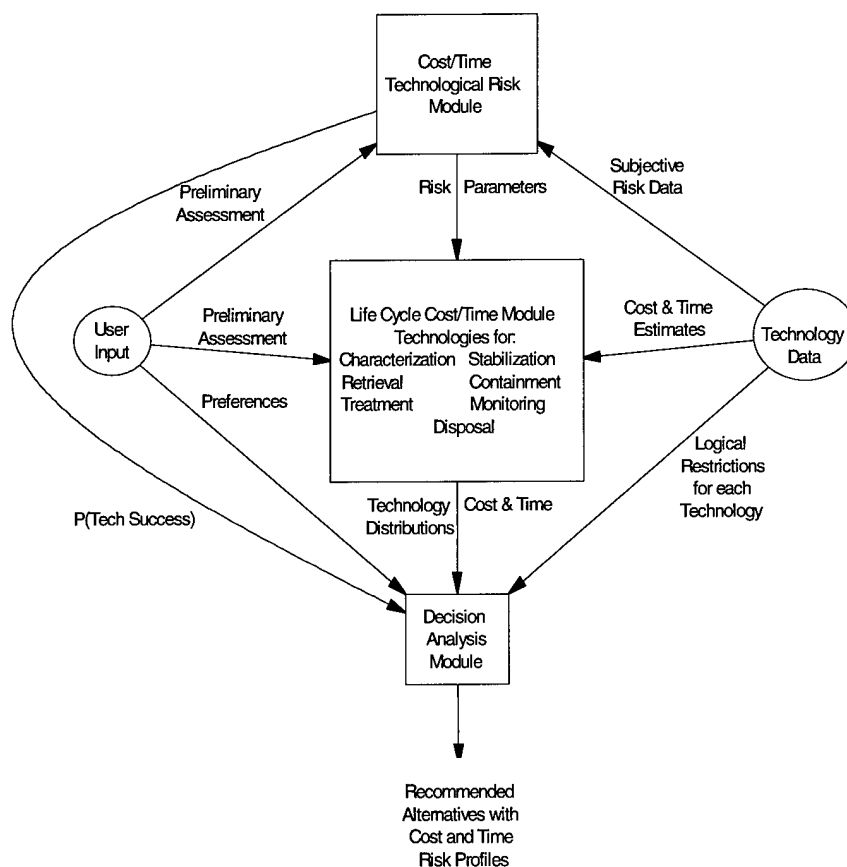 Cost/Time
Technological Risk
Module
Preliminary
Assessment
Risk Parameters
Subjective
Risk Data
User
Input
Preliminary
Assessment
Preferences
Life Cycle Cost/Time Module
Technologies for:
Characterization Stabilization
Retrieval Containment
Treatment Monitoring
Disposal
Cost & Time
Estimates
Technology
Data
Logical
Restrictions
for each
Technology
P(Tech Success)
Technology Cost & Time
Distributions
Decision
Analysis
Module
Recommended
Alternatives with
Cost and Time
Risk Profiles